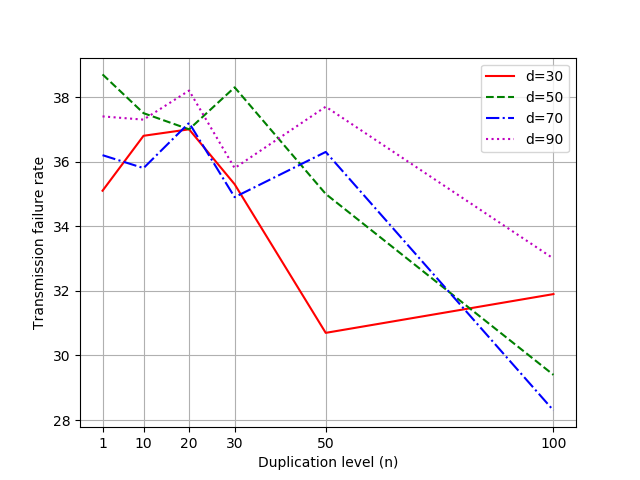 d=30
d=50
d=70
d=90
38
36
34
32
30
28
Transmission failure rate
1 10 20 30 50 100
Duplication level (n)